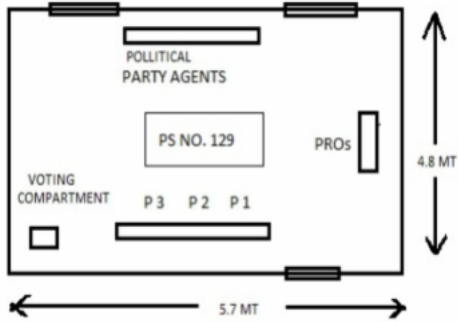 POLLITICAL
PARTY AGENTS
PS NO. 129
PROs
4.8 MT
VOTING
COMPARTMENT
P 3 P 2 P 1
5.7 MT